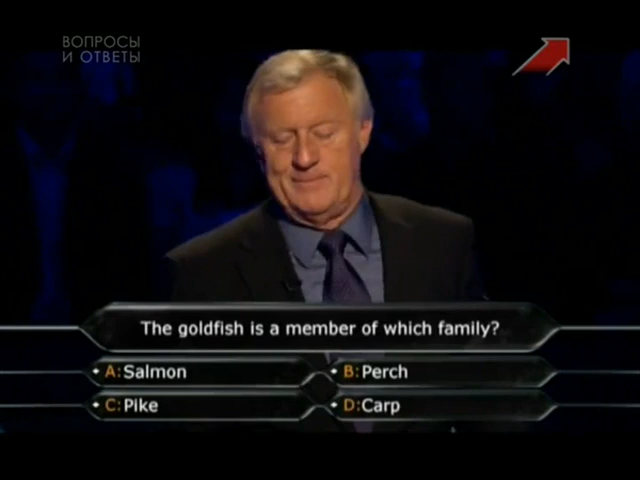 ВОПРОСЫ
И ОТВЕТЫ
The goldfish is a member of which family?
A: Salmon
B: Perch
C: Pike
D: Carp